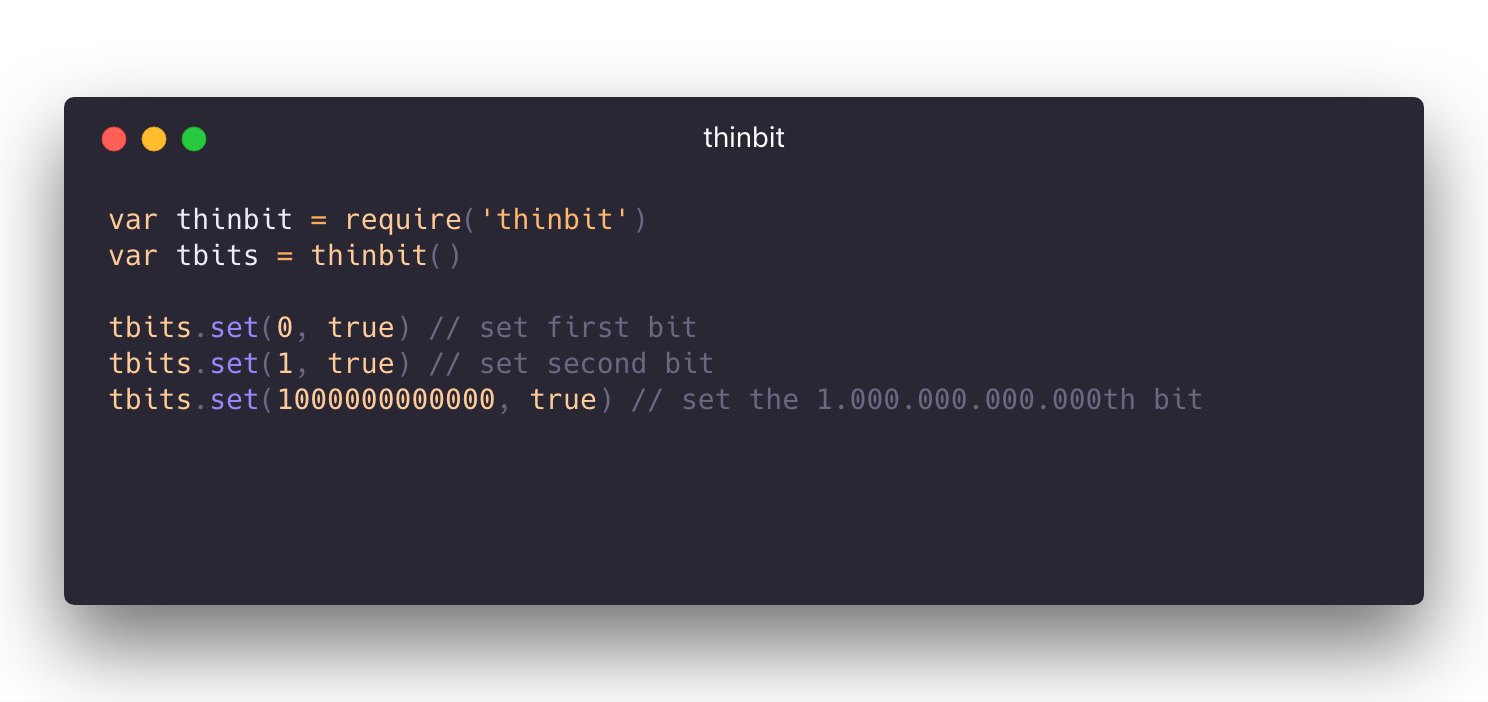 thinbit
var thinbit = require('thinbit')
var tbits = thinbit()
tbits.set(0, true) // set first bit
tbits.set(1, true) // set second bit
tbits.set(1000000000000, true) // set the 1.000.000.000.000th bit